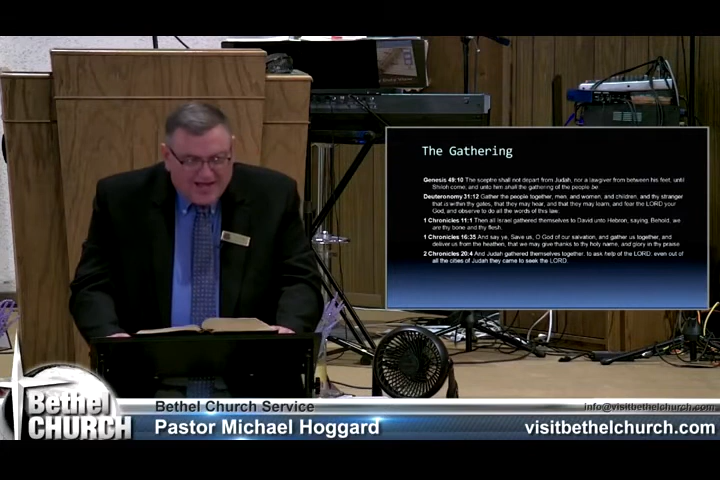 The Gathering
Genesis 49:10 The sceptre shall not depart from Judah, nor a lawgiver from between his feet, until
Shiloh come; and unto him shall the gathering of the people be.
Deuteronomy 31:12 Gather the people together, men, and women, and children, and thy stranger
that is within thy gates, that they may hear, and that they may learn, and fear the LORD your
God, and observe to do all the words of this law:
1 Chronicles 11:1 Then all Israel gathered themselves to David unto Hebron, saying, Behold, we
are thy bone and thy flesh.
1 Chronicles 16:35 And say ye, Save us, O God of our salvation, and gather us together, and
deliver us from the heathen, that we may give thanks to thy holy name, and glory in thy praise.
2 Chronicles 20:4 And Judah gathered themselves together, to ask help of the LORD: even out of
all the cities of Judah they came to seek the LORD.
Bethel
CHURCH
Bethel Church Service
info@visitbethelchurch.com
Pastor Michael Hoggard
visitbethelchurch.com